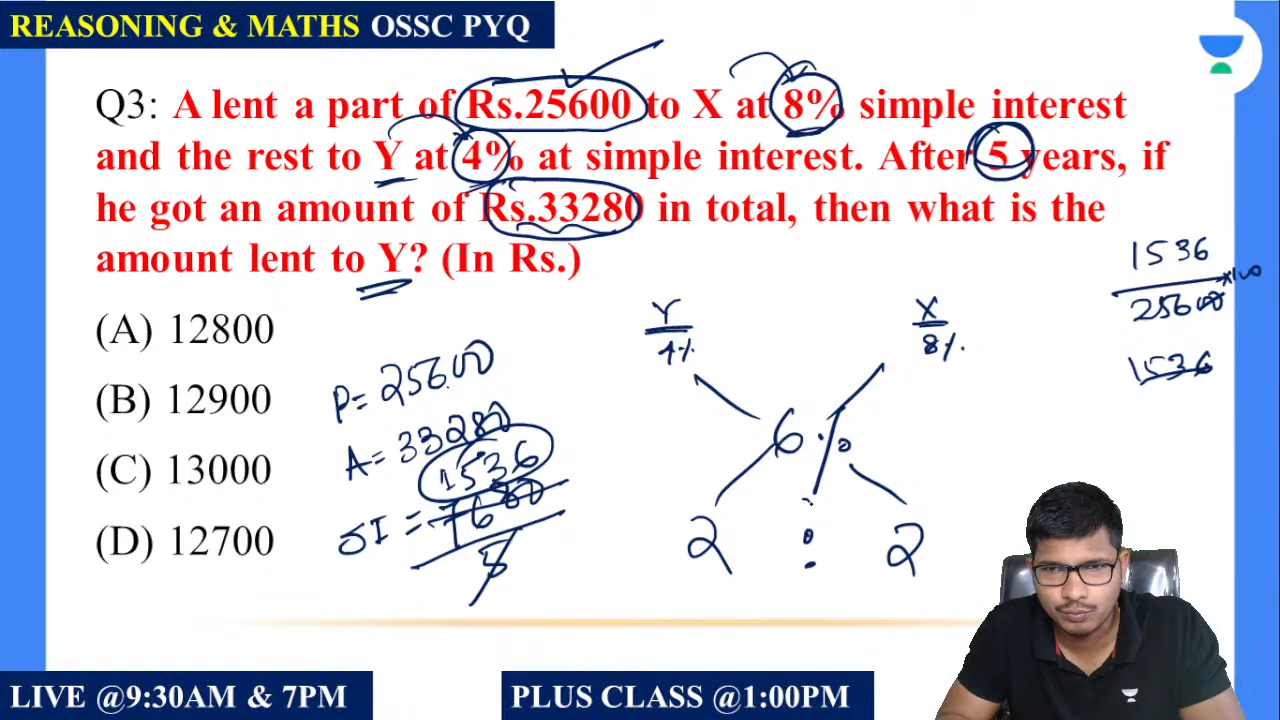 REASONING & MATHS OSSC PYQ
Q3: A lent a part of Rs.25600 to X at 8% simple interest
and the rest to Y at 4% at simple interest. After 5 years, if
he got an amount of Rs.33280 in total, then what is the
amount lent to Y? (In Rs.)
(A) 12800
(B) 12900
(C) 13000
(D) 12700
P= 25600
A= 33280
1536
SI = 7680
5
Y
4%
X
8%.
6%
2 : 2
1536
25600 ×100
1536
LIVE @9:30AM & 7PM
PLUS CLASS @1:00PM